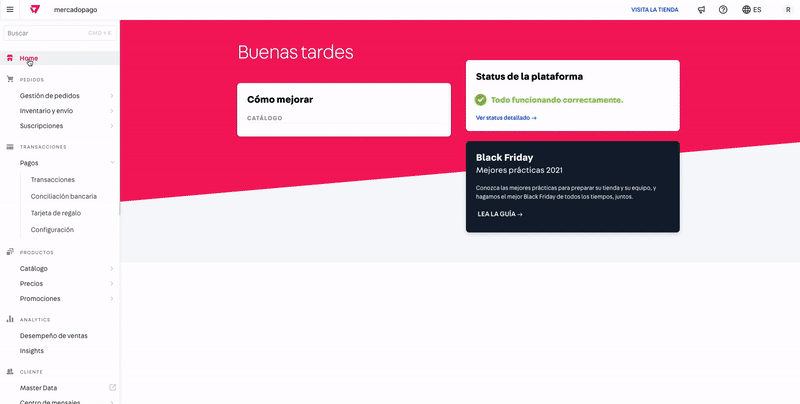 mercadopago
VISITA LA TIENDA
ES
R
Buscar
CMD + K
Home
PEDIDOS
Gestión de pedidos
Inventario y envío
Suscripciones
TRANSACCIONES
Pagos
Transacciones
Conciliación bancaria
Tarjeta de regalo
Configuración
PRODUCTOS
Catálogo
Precios
Promociones
ANALYTICS
Desempeño de ventas
Insights
CLIENTE
Master Data
Centro de mensajes
Buenas tardes
Cómo mejorar
CATÁLOGO
Status de la plataforma
Todo funcionando correctamente.
Ver status detallado →
Black Friday
Mejores prácticas 2021
Conozca las mejores prácticas para preparar su tienda y su equipo, y
hagamos el mejor Black Friday de todos los tiempos, juntos.
LEA LA GUÍA →